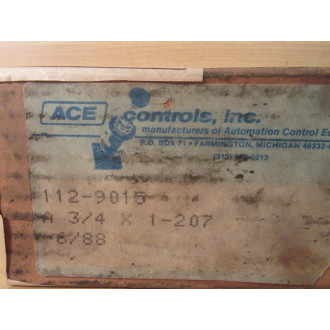 ACE controls, Inc.
manufacturers of Automation Control
P.O. BOX 71 • FARMINGTON, MICHIGAN
112-9015
A 3/4 X 1-207
6/88